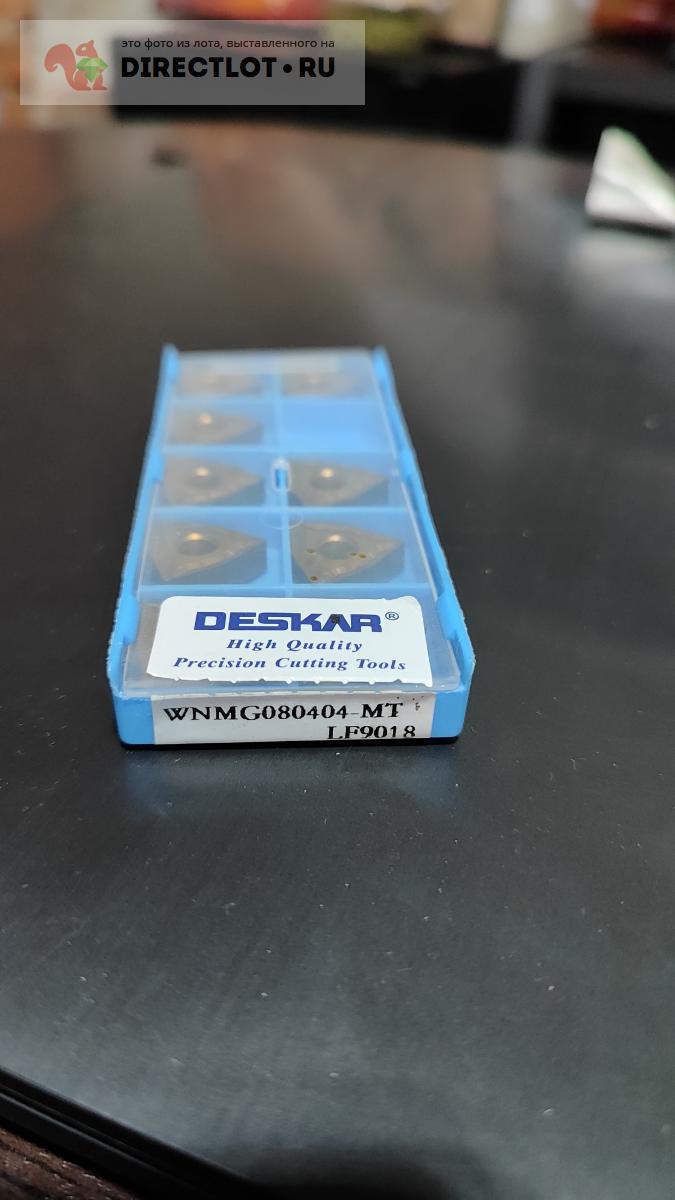 это фото из лота, выставленного на
DIRECTLOT•RU
DESKAR®
High Quality
Precision Cutting Tools
WNMG080404-MT
LF9018